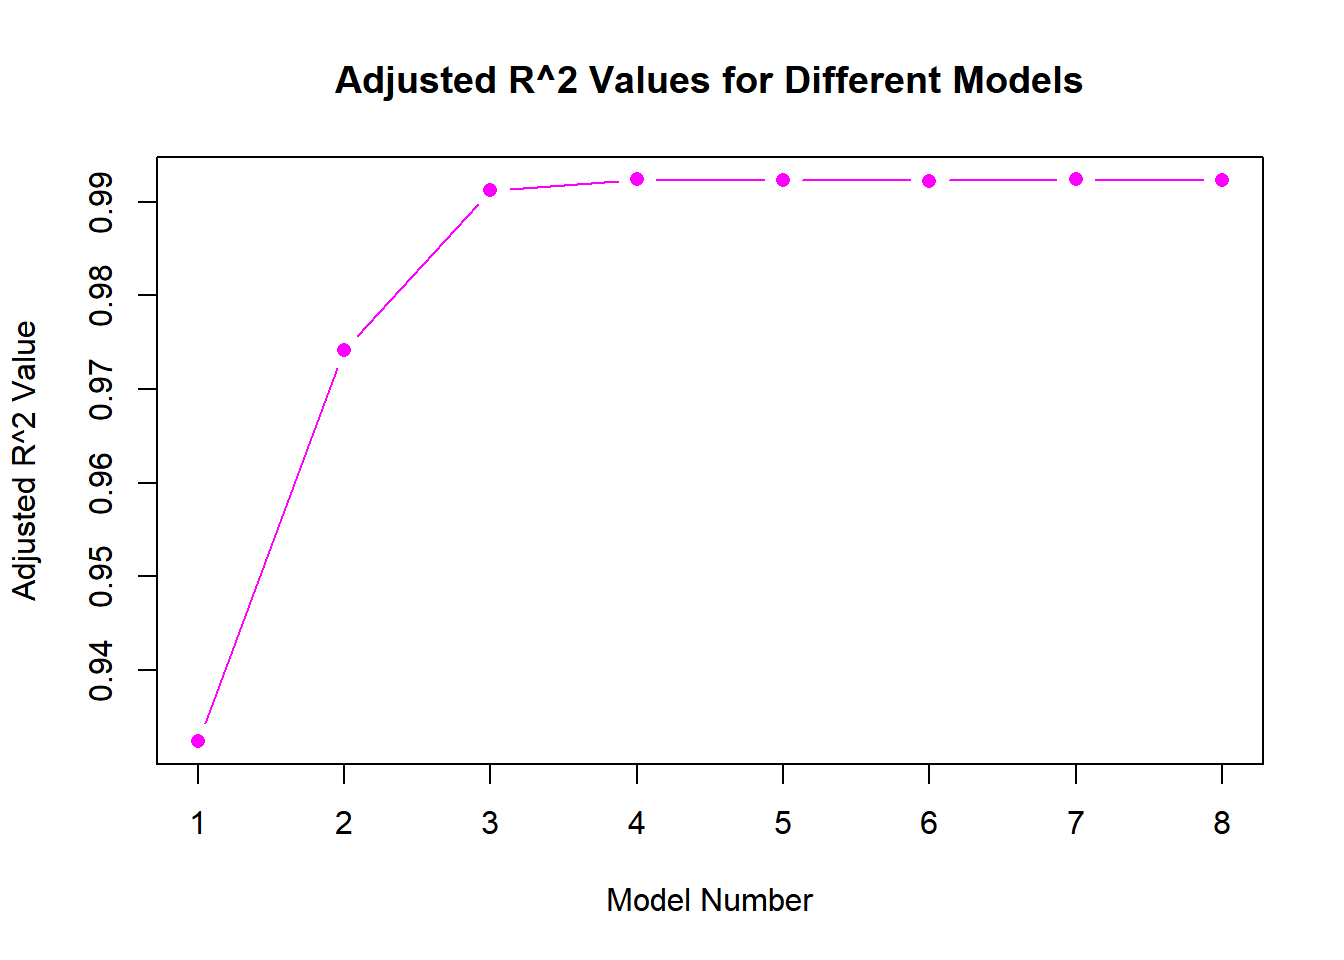 Adjusted R^2 Values for Different Models
Adjusted R^2 Value
0.99
0.98
0.97
0.96
0.95
0.94
1 2 3 4 5 6 7 8
Model Number